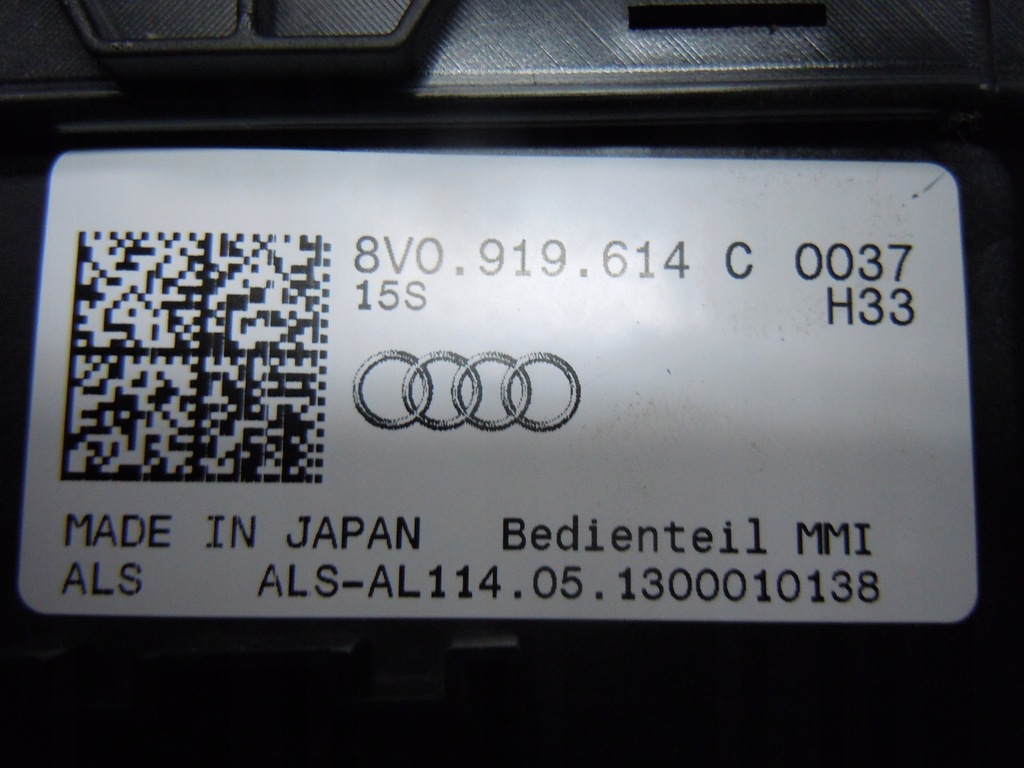 8V0.919.614 C 0037
15S H33
MADE IN JAPAN Bedienteil MMI
ALS ALS-AL114.05.1300010138